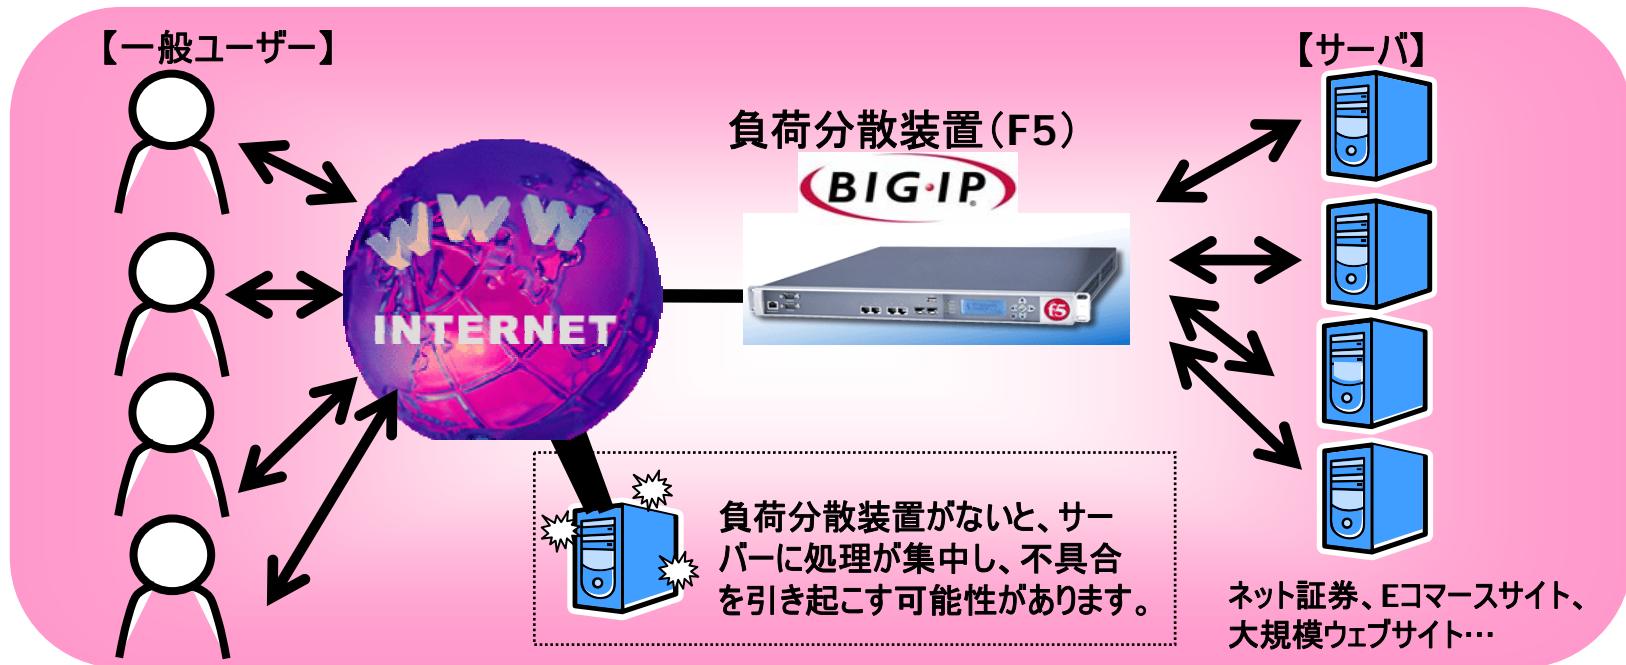 【一般ユーザー】
【サーバ】
負荷分散装置(F5)
BIG·IP®
WWW
INTERNET
f5
負荷分散装置がないと、サー
バーに処理が集中し、不具合
を引き起こす可能性があります。
ネット証券、Eコマースサイト、
大規模ウェブサイト…